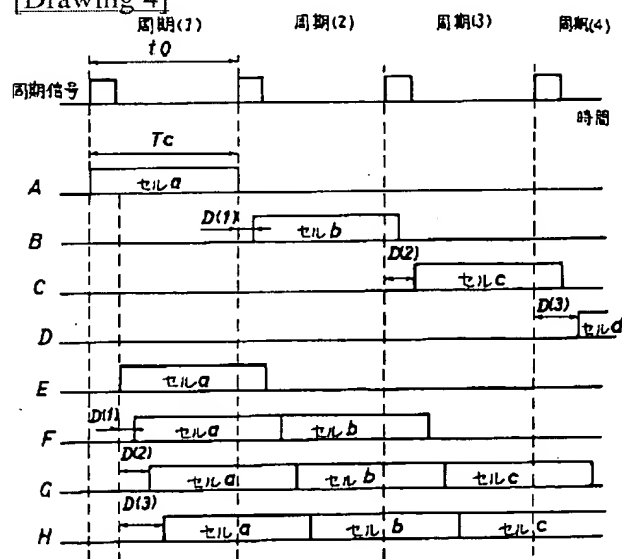 [Drawing 4]
周期(1) 周期(2) 周期(3) 周期(4)
t0
周期信号
時間
Tc
A セルa
B D(1) セルb
C D(2) セルc
D D(3) セルd
E セルa
F D(1) セルa セルb
G D(2) セルa セルb セルc
H D(3) セルa セルb セルc